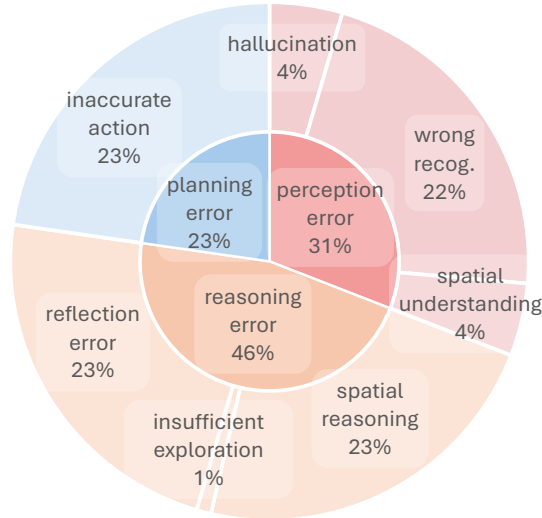 hallucination
4%
inaccurate
action
23%
wrong
recog.
22%
planning
error
23%
perception
error
31%
spatial
understanding
4%
reasoning
error
46%
reflection
error
23%
spatial
reasoning
23%
insufficient
exploration
1%